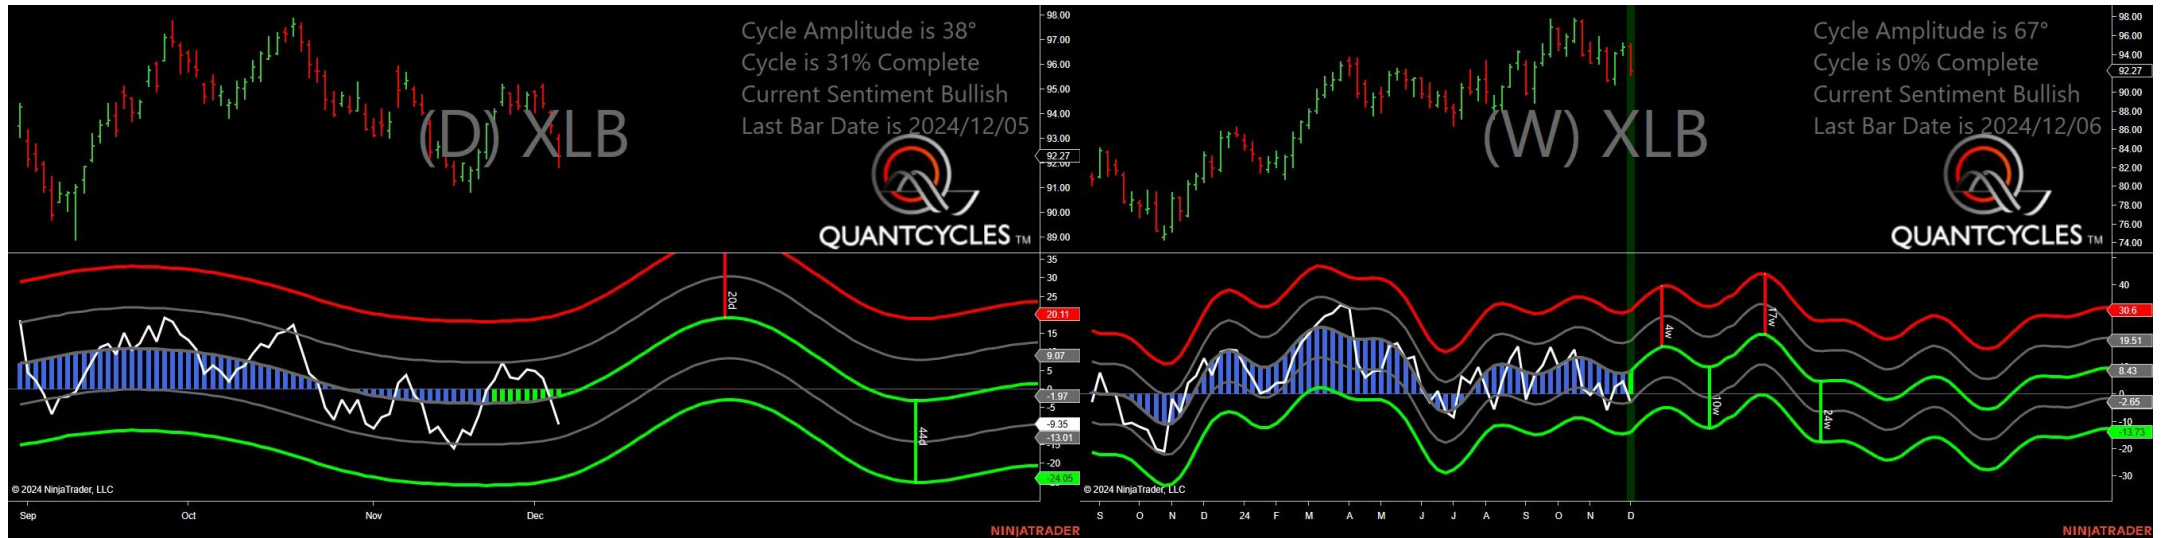 Cycle Amplitude is 38°
Cycle is 31% Complete
Current Sentiment Bullish
Last Bar Date is 2024/12/05
(D) XLB
QUANTCYCLES TM
98.00
97.00
96.00
95.00
94.00
93.00
92.27
92.00
91.00
90.00
89.00
35
30
25
20.11
15
9.07
5
0
-1.97
-5
-9.35
-13.01
-15
-20
-24.05
20d
44d
© 2024 NinjaTrader, LLC
Sep Oct Nov Dec
NINJATRADER
Cycle Amplitude is 67°
Cycle is 0% Complete
Current Sentiment Bullish
Last Bar Date is 2024/12/06
(W) XLB
QUANTCYCLES TM
98.00
96.00
94.00
92.27
90.00
88.00
86.00
84.00
82.00
80.00
78.00
76.00
74.00
40
30.6
19.51
8.43
0
-2.65
-10
-13.73
-20
-30
4w
17w
10w
24w
© 2024 NinjaTrader, LLC
S O N D 24 F M A M J J A S O N D
NINJATRADER